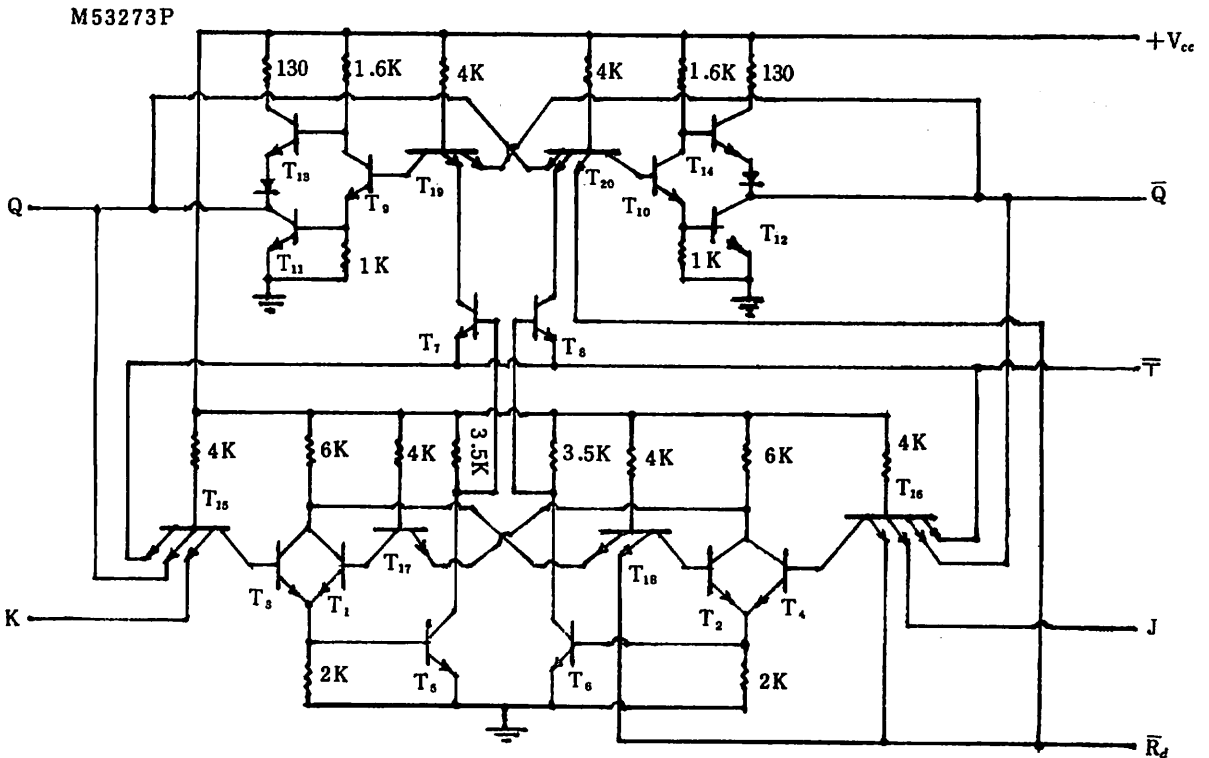 M53273P
+Vcc
130
1.6K
4K
4K
1.6K
130
T13
T9
T19
T20
T10
T14
Q
Q̅
T11
1K
1K
T12
T7
T8
T̅
4K
6K
4K
3.5K
3.5K
4K
6K
4K
T15
T16
T17
T18
T3
T1
T2
T4
K
J
2K
T5
T6
2K
R̅d